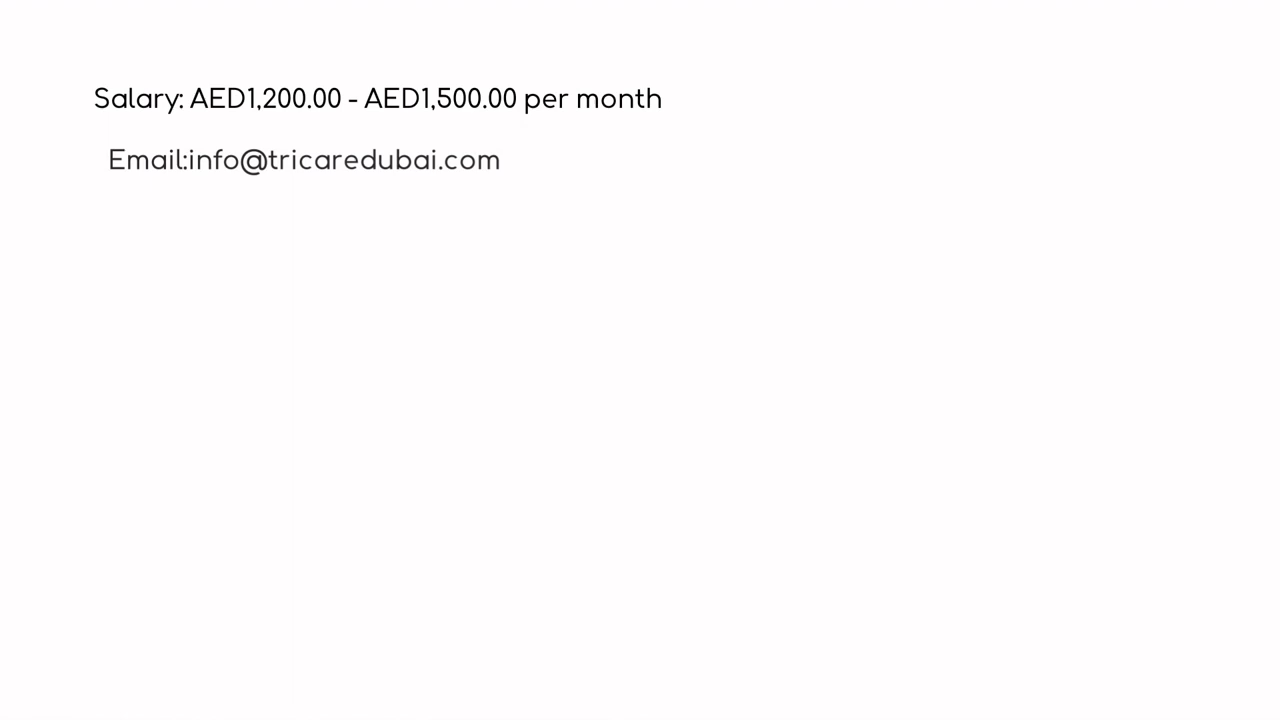 Salary: AED1,200.00 - AED1,500.00 per month
Email:info@tricaredubai.com